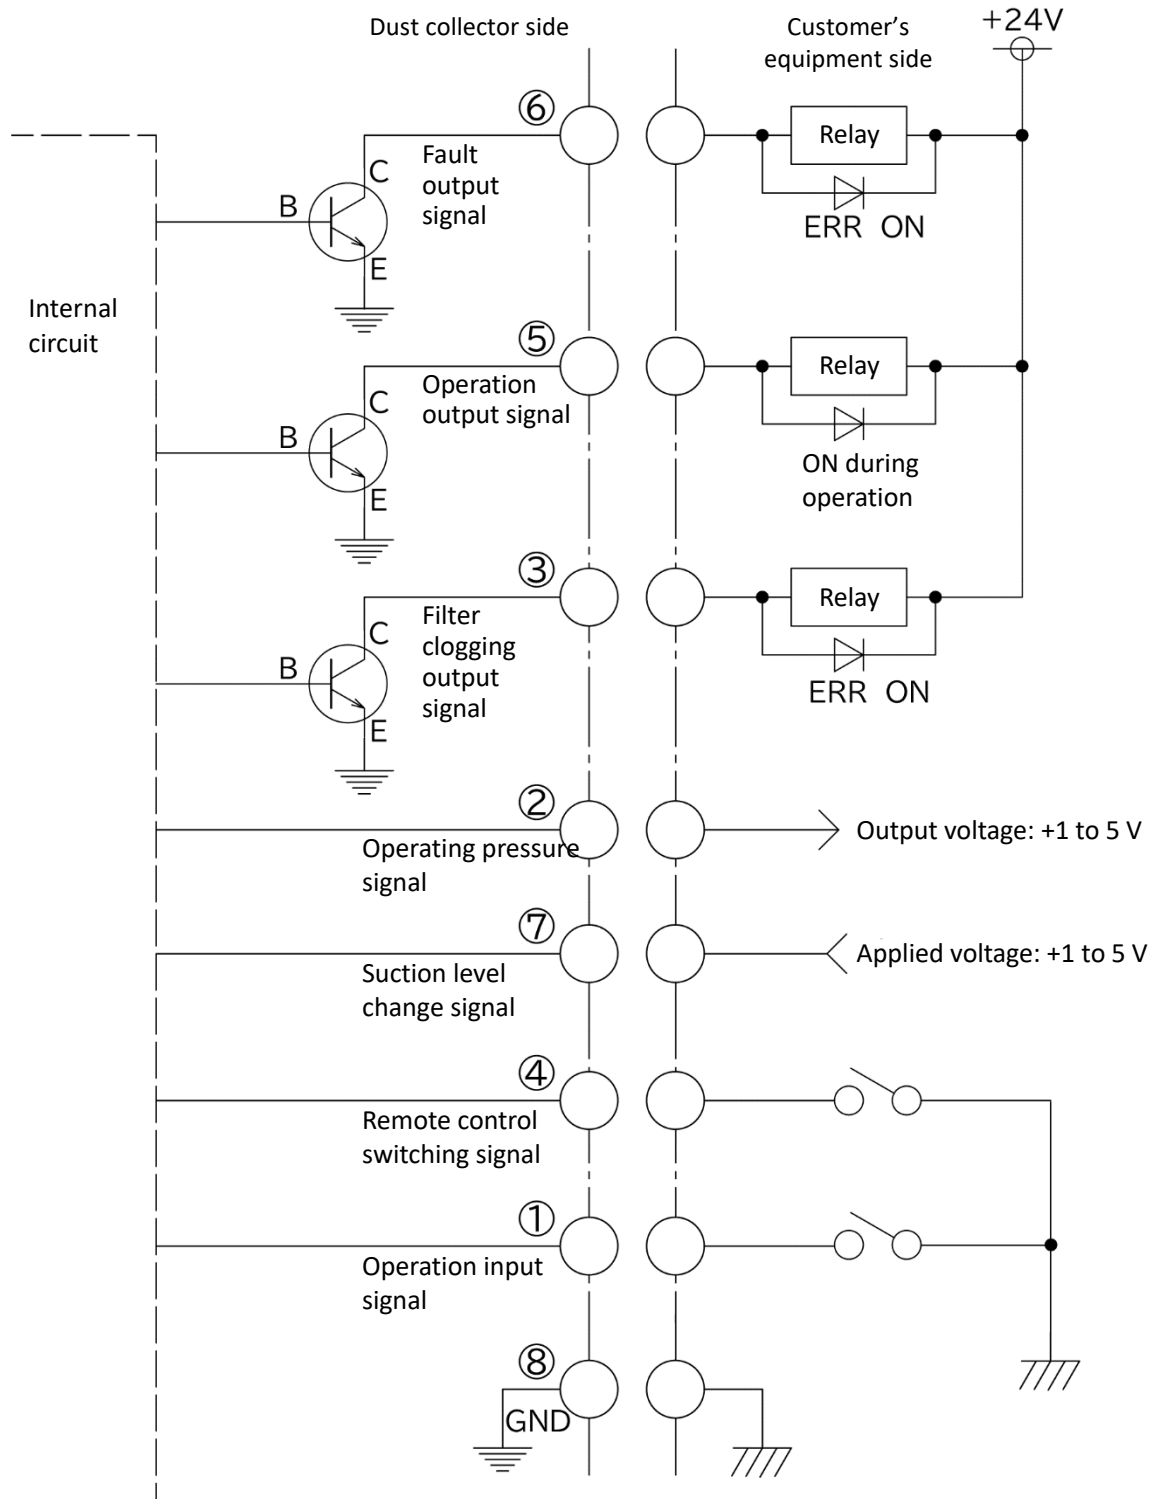 Dust collector side
Customer’s
equipment side
+24V
⑥
Relay
Fault
output
signal
C
B
E
ERR ON
Internal
circuit
⑤
Relay
Operation
output signal
C
B
E
ON during
operation
③
Relay
Filter
clogging
output
signal
C
B
E
ERR ON
②
Operating pressure
signal
Output voltage: +1 to 5 V
⑦
Suction level
change signal
Applied voltage: +1 to 5 V
④
Remote control
switching signal
①
Operation input
signal
⑧
GND